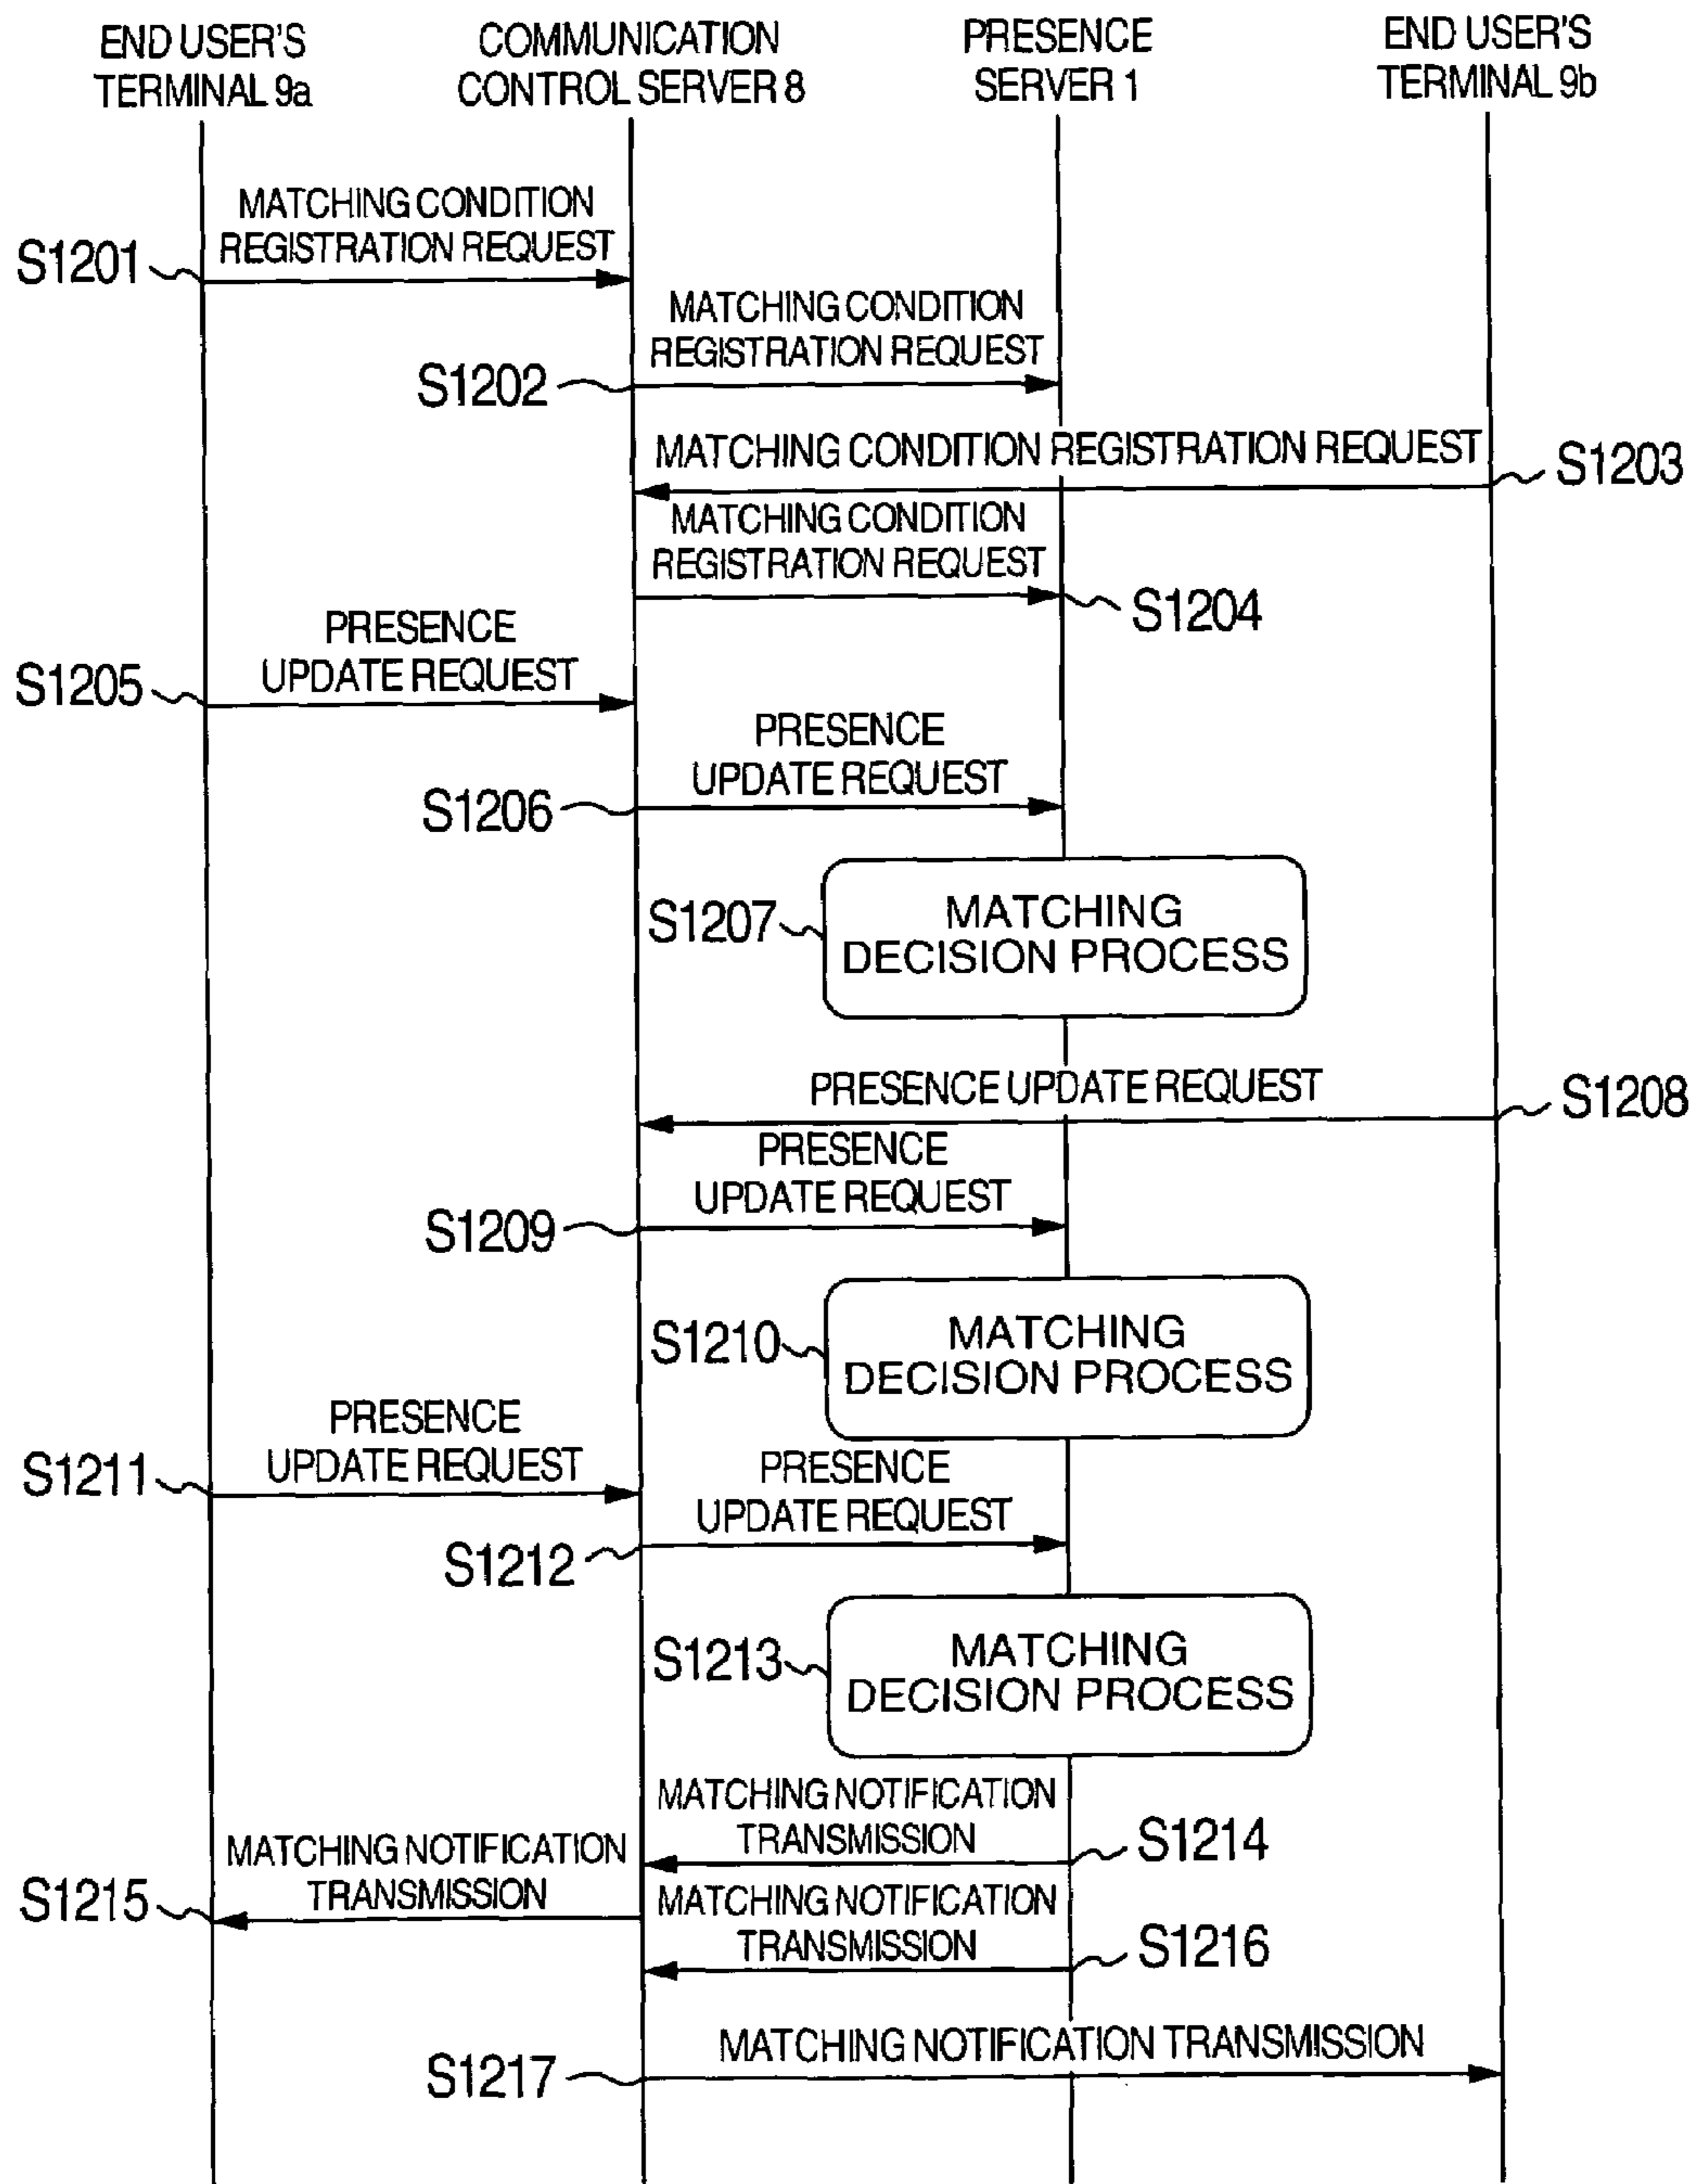 END USER'S
TERMINAL 9a
COMMUNICATION
CONTROL SERVER 8
PRESENCE
SERVER 1
END USER'S
TERMINAL 9b
MATCHING CONDITION
REGISTRATION REQUEST
S1201
MATCHING CONDITION
REGISTRATION REQUEST
S1202
MATCHING CONDITION REGISTRATION REQUEST
S1203
MATCHING CONDITION
REGISTRATION REQUEST
S1204
PRESENCE
UPDATE REQUEST
S1205
PRESENCE
UPDATE REQUEST
S1206
S1207
MATCHING
DECISION PROCESS
PRESENCE UPDATE REQUEST
S1208
PRESENCE
UPDATE REQUEST
S1209
S1210
MATCHING
DECISION PROCESS
PRESENCE
UPDATE REQUEST
S1211
PRESENCE
UPDATE REQUEST
S1212
S1213
MATCHING
DECISION PROCESS
MATCHING NOTIFICATION
TRANSMISSION
S1214
MATCHING NOTIFICATION
TRANSMISSION
S1215
MATCHING NOTIFICATION
TRANSMISSION
S1216
MATCHING NOTIFICATION TRANSMISSION
S1217